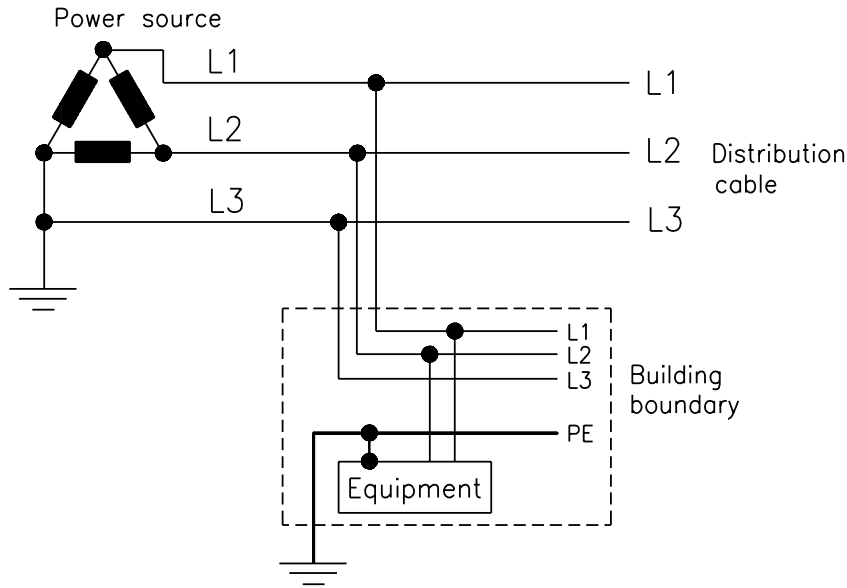 Power source
L1
L1
L2
L2
Distribution
cable
L3
L3
L1
L2
L3
Building
boundary
PE
Equipment